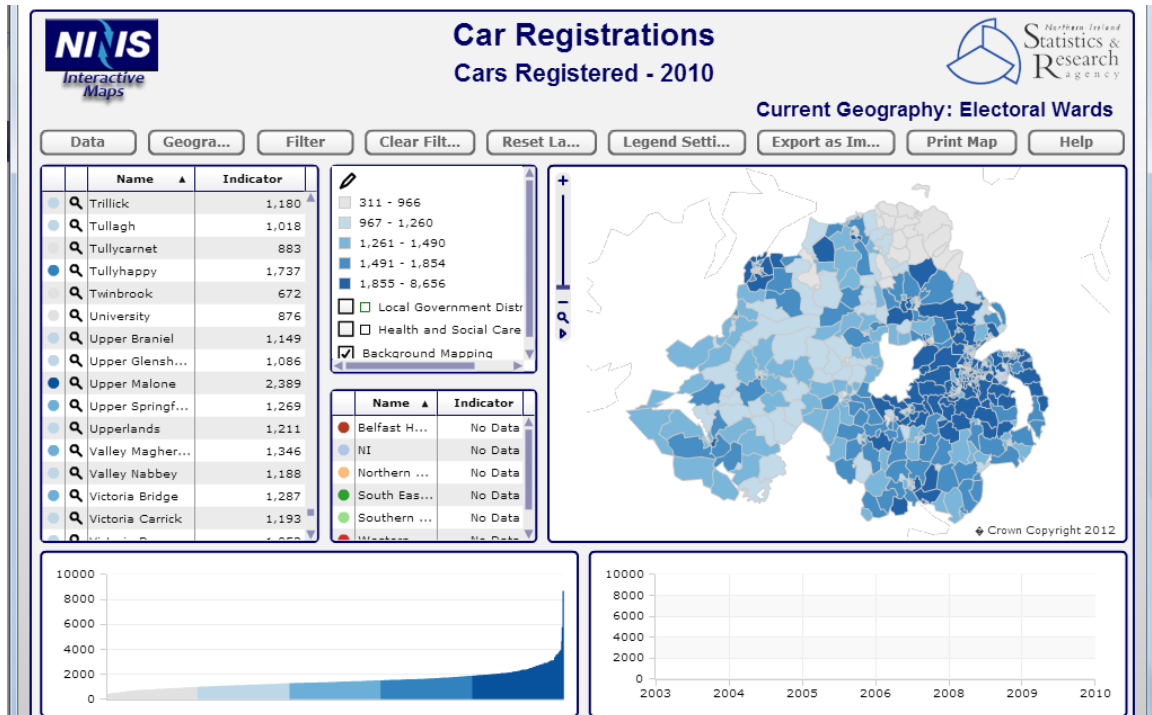 NINIS
Interactive
Maps
Car Registrations
Cars Registered - 2010
Northern Ireland
Statistics &
Research
agency
Current Geography: Electoral Wards
Data Geogra... Filter Clear Filt... Reset La... Legend Setti... Export as Im... Print Map Help
Name ▲ Indicator
Trillick 1,180
Tullagh 1,018
Tullycarnet 883
Tullyhappy 1,737
Twinbrook 672
University 876
Upper Braniel 1,149
Upper Glensh... 1,086
Upper Malone 2,389
Upper Springf... 1,269
Upperlands 1,211
Valley Magher... 1,346
Valley Nabbey 1,188
Victoria Bridge 1,287
Victoria Carrick 1,193
311 - 966
967 - 1,260
1,261 - 1,490
1,491 - 1,854
1,855 - 8,656
Local Government Distr
Health and Social Care
Background Mapping
Name ▲ Indicator
Belfast H... No Data
NI No Data
Northern ... No Data
South Eas... No Data
Southern ... No Data
Western No Data
Crown Copyright 2012
10000
8000
6000
4000
2000
0
10000
8000
6000
4000
2000
0
2003 2004 2005 2006 2008 2009 2010